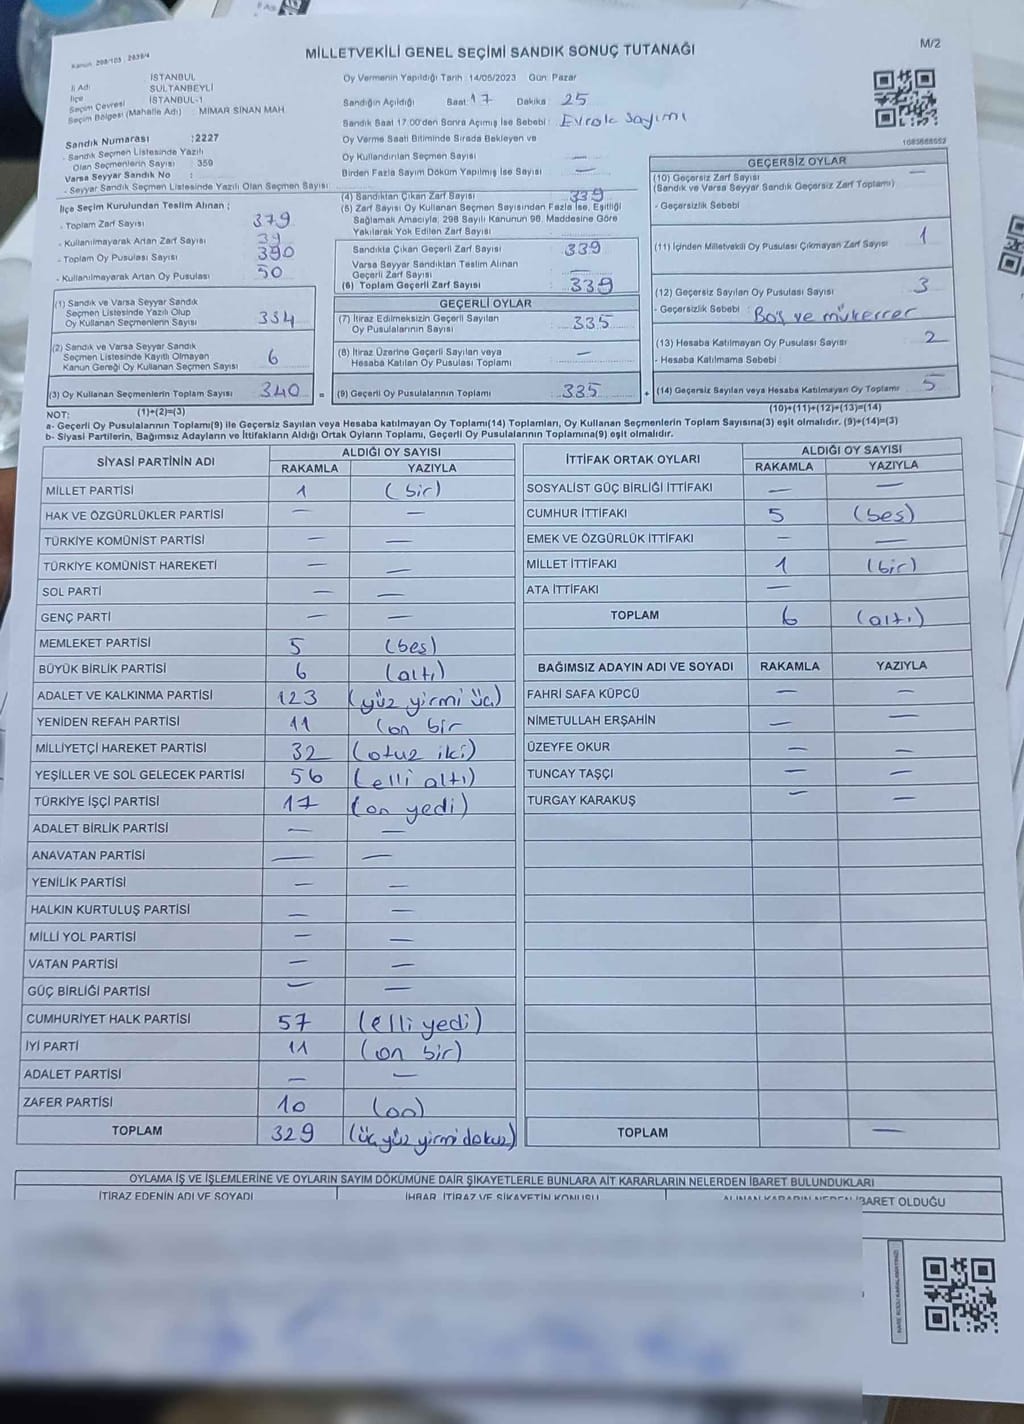 Kanun 298/105 , 2839/4
MİLLETVEKİLİ GENEL SEÇİMİ SANDIK SONUÇ TUTANAĞI
M/2
İl Adı
İSTANBUL
İlçe
SULTANBEYLİ
Seçim Çevresi
İSTANBUL-1
Seçim Bölgesi (Mahalle Adı) : MİMAR SİNAN MAH.
Oy Vermenin Yapıldığı Tarih : 14/05/2023 Gün: Pazar
Sandığın Açıldığı Saat: 17 Dakika: 25
Sandık Saat 17:00'den Sonra Açımış İse Sebebi : Evrak Sayımı
Sandık Numarası : 2227
- Sandık Seçmen Listesinde Yazılı
Olan Seçmenlerin Sayısı : 359
Varsa Seyyar Sandık No :
- Seyyar Sandık Seçmen Listesinde Yazılı Olan Seçmen Sayısı :
İlçe Seçim Kurulundan Teslim Alınan ;
- Toplam Zarf Sayısı 379
- Kullanılmayarak Artan Zarf Sayısı 39
- Toplam Oy Pusulası Sayısı 390
- Kullanılmayarak Artan Oy Pusulası 50
(1) Sandık ve Varsa Seyyar Sandık
Seçmen Listesinde Yazılı Olup
Oy Kullanan Seçmenlerin Sayısı 334
(2) Sandık ve Varsa Seyyar Sandık
Seçmen Listesinde Kayıtlı Olmayan
Kanun Gereği Oy Kullanan Seçmen Sayısı 6
(3) Oy Kullanan Seçmenlerin Toplam Sayısı 340 =
Oy Verme Saati Bitiminde Sırada Bekleyen ve
Oy Kullandırılan Seçmen Sayısı : —
Birden Fazla Sayım Döküm Yapılmış İse Sayısı : —
(4) Sandıktan Çıkan Zarf Sayısı : 339
(5) Zarf Sayısı Oy Kullanan Seçmen Sayısından Fazla İse, Eşitliği
Sağlamak Amacıyla, 298 Sayılı Kanunun 98. Maddesine Göre
Yakılarak Yok Edilen Zarf Sayısı : —
Sandıkta Çıkan Geçerli Zarf Sayısı : 339
Varsa Seyyar Sandıktan Teslim Alınan
Geçerli Zarf Sayısı : —
(6) Toplam Geçerli Zarf Sayısı : 339
GEÇERLİ OYLAR
(7) İtiraz Edilmeksizin Geçerli Sayılan
Oy Pusulalarının Sayısı : 335
(8) İtiraz Üzerine Geçerli Sayılan veya
Hesaba Katılan Oy Pusulası Toplamı —
(9) Geçerli Oy Pusulalarının Toplamı : 335 +
1083668552
GEÇERSİZ OYLAR
(10) Geçersiz Zarf Sayısı —
(Sandık ve Varsa Seyyar Sandık Geçersiz Zarf Toplamı)
- Geçersizlik Sebebi :
(11) İçinden Milletvekili Oy Pusulası Çıkmayan Zarf Sayısı 1
(12) Geçersiz Sayılan Oy Pusulası Sayısı 3
- Geçersizlik Sebebi : Boş ve mükerrer
(13) Hesaba Katılmayan Oy Pusulası Sayısı 2
- Hesaba Katılmama Sebebi :
(14) Geçersiz Sayılan veya Hesaba Katılmayan Oy Toplamı 5
NOT: (1)+(2)=(3) (10)+(11)+(12)+(13)=(14)
a- Geçerli Oy Pusulalarının Toplamı(9) ile Geçersiz Sayılan veya Hesaba katılmayan Oy Toplamı(14) Toplamları, Oy Kullanan Seçmenlerin Toplam Sayısına(3) eşit olmalıdır. (9)+(14)=(3)
b- Siyasi Partilerin, Bağımsız Adayların ve İttifakların Aldığı Ortak Oyların Toplamı, Geçerli Oy Pusulalarının Toplamına(9) eşit olmalıdır.
SİYASİ PARTİNİN ADI ALDIĞI OY SAYISI
RAKAMLA YAZIYLA
MİLLET PARTİSİ 1 (bir)
HAK VE ÖZGÜRLÜKLER PARTİSİ — —
TÜRKİYE KOMÜNİST PARTİSİ — —
TÜRKİYE KOMÜNİST HAREKETİ — —
SOL PARTİ — —
GENÇ PARTİ — —
MEMLEKET PARTİSİ 5 (beş)
BÜYÜK BİRLİK PARTİSİ 6 (altı)
ADALET VE KALKINMA PARTİSİ 123 (yüz yirmi üç)
YENİDEN REFAH PARTİSİ 11 (on bir
MİLLİYETÇİ HAREKET PARTİSİ 32 (otuz iki)
YEŞİLLER VE SOL GELECEK PARTİSİ 56 (elli altı)
TÜRKİYE İŞÇİ PARTİSİ 17 (on yedi)
ADALET BİRLİK PARTİSİ — —
ANAVATAN PARTİSİ — —
YENİLİK PARTİSİ — —
HALKIN KURTULUŞ PARTİSİ — —
MİLLİ YOL PARTİSİ — —
VATAN PARTİSİ — —
GÜÇ BİRLİĞİ PARTİSİ — —
CUMHURİYET HALK PARTİSİ 57 (elli yedi)
İYİ PARTİ 11 (on bir)
ADALET PARTİSİ — —
ZAFER PARTİSİ 10 (on)
TOPLAM 329 (üç yüz yirmi dokuz)
İTTİFAK ORTAK OYLARI ALDIĞI OY SAYISI
RAKAMLA YAZIYLA
SOSYALİST GÜÇ BİRLİĞİ İTTİFAKI — —
CUMHUR İTTİFAKI 5 (beş)
EMEK VE ÖZGÜRLÜK İTTİFAKI — —
MİLLET İTTİFAKI 1 (bir)
ATA İTTİFAKI —
TOPLAM 6 (altı)
BAĞIMSIZ ADAYIN ADI VE SOYADI RAKAMLA YAZIYLA
FAHRİ SAFA KÜPCÜ — —
NİMETULLAH ERŞAHİN — —
ÜZEYFE OKUR — —
TUNCAY TAŞÇI — —
TURGAY KARAKUŞ — —
TOPLAM —
OYLAMA İŞ VE İŞLEMLERİNE VE OYLARIN SAYIM DÖKÜMÜNE DAİR ŞİKAYETLERLE BUNLARA AİT KARARLARIN NELERDEN İBARET BULUNDUKLARI
İTİRAZ EDENİN ADI VE SOYADI İHBAR, İTİRAZ VE ŞİKAYETİN KONUSU ALINAN KARARIN NEDEN İBARET OLDUĞU